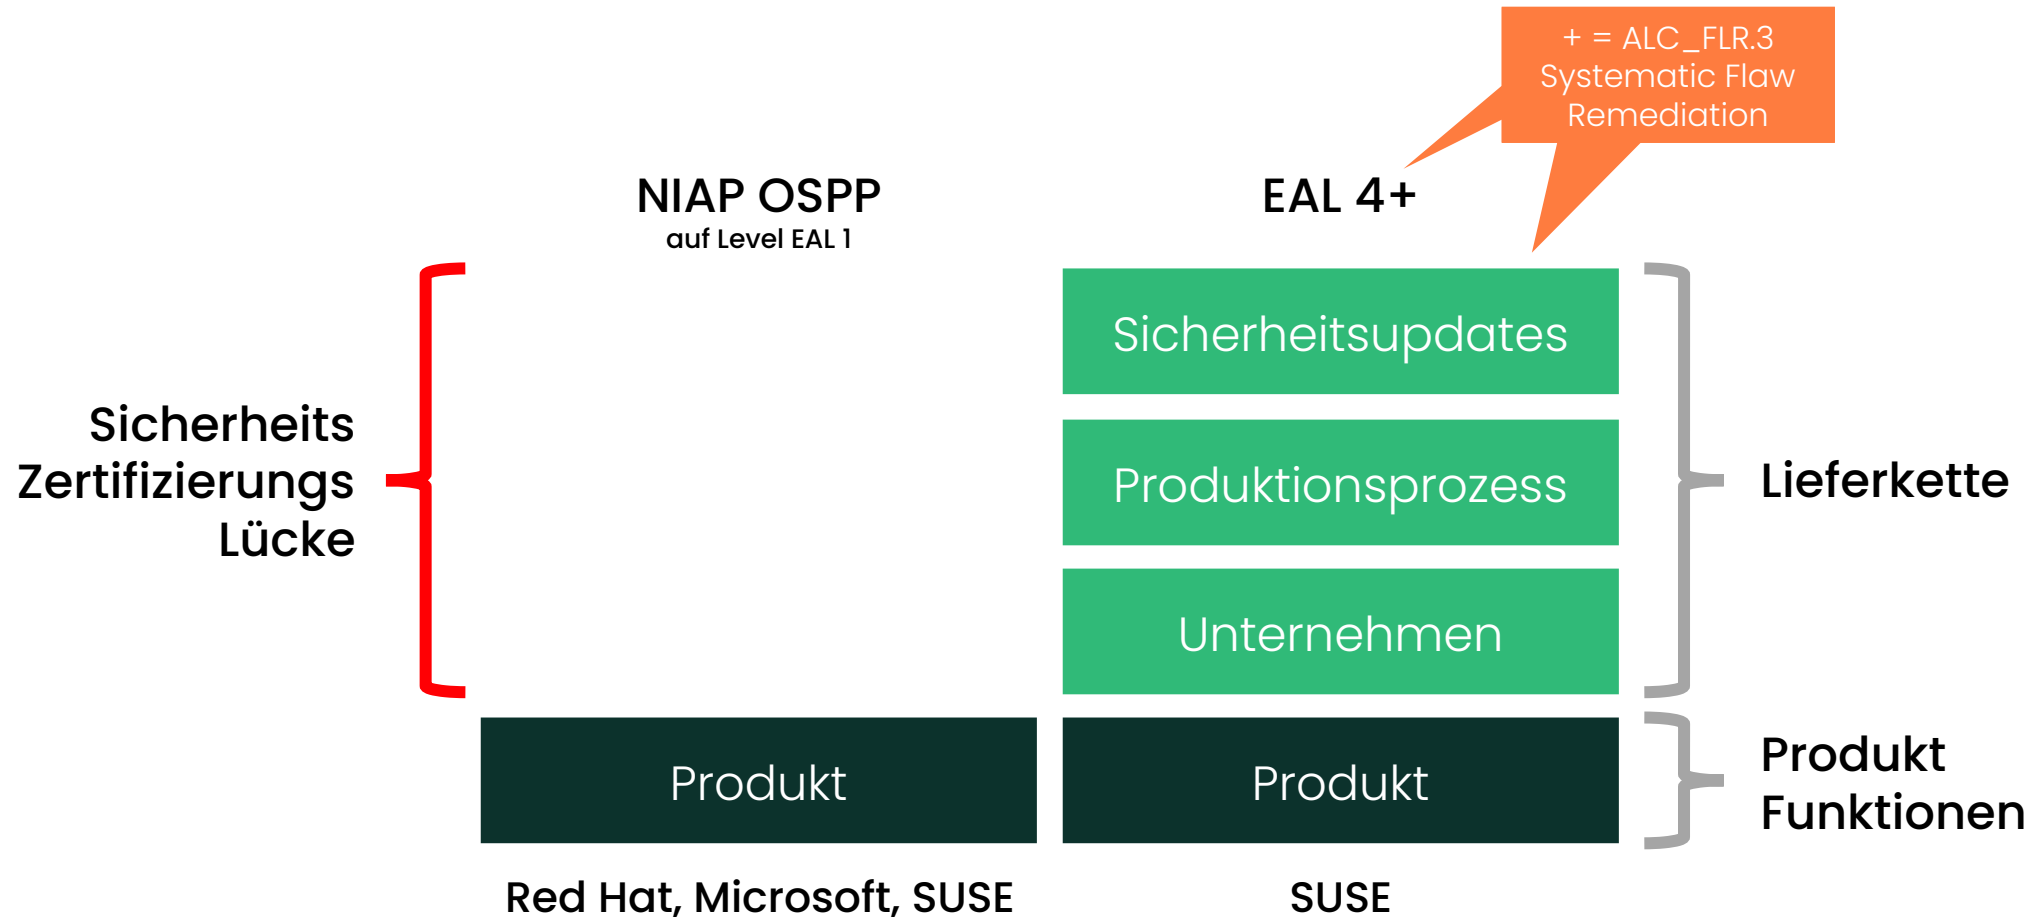 + = ALC_FLR.3
Systematic Flaw
Remediation
NIAP OSPP
auf Level EAL 1
EAL 4+
Sicherheits
Zertifizierungs
Lücke
Sicherheitsupdates
Produktionsprozess
Unternehmen
Lieferkette
Produkt
Produkt
Produkt
Funktionen
Red Hat, Microsoft, SUSE
SUSE